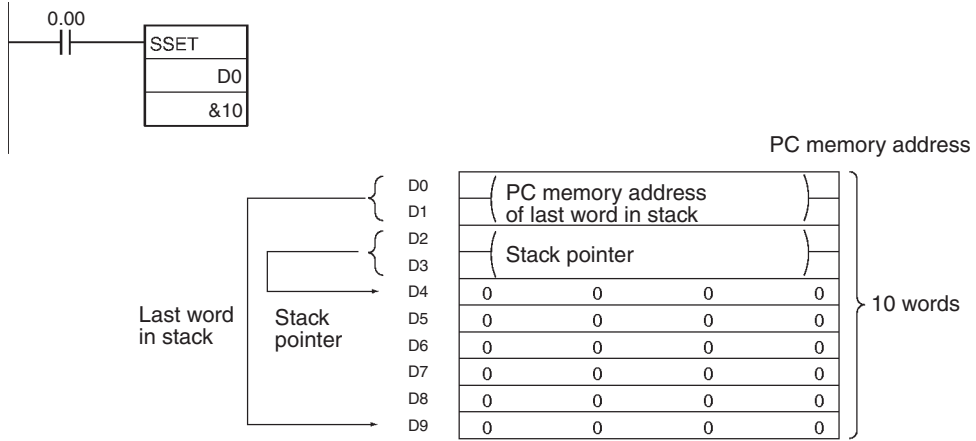 0.00
SSET
D0
&10
PC memory address
D0
D1
D2
D3
D4
D5
D6
D7
D8
D9
PC memory address
of last word in stack
Stack pointer
0 0 0 0
0 0 0 0
0 0 0 0
0 0 0 0
0 0 0 0
0 0 0 0
10 words
Last word
in stack
Stack
pointer